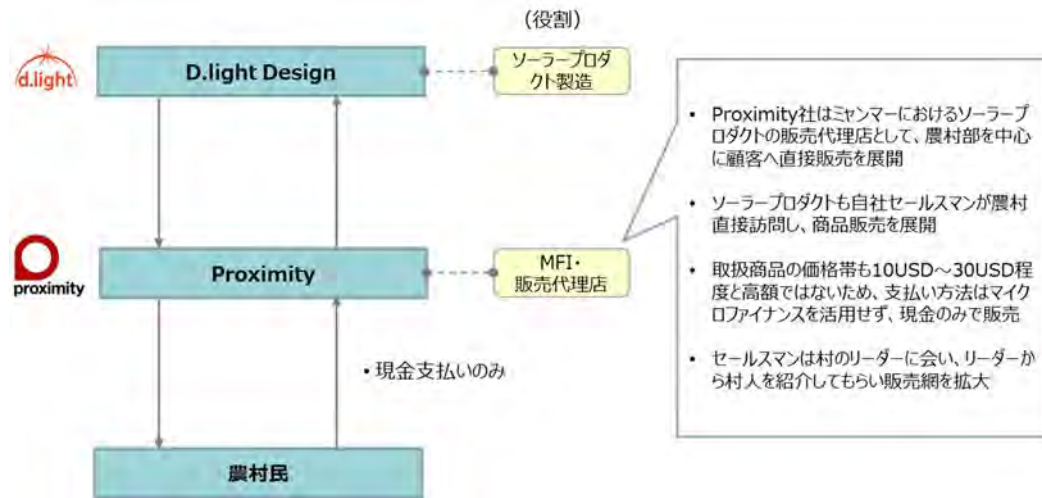 (役割)
d.light
D.light Design
ソーラープロダ
クト製造
• Proximity社はミャンマーにおけるソーラープ
ロダクトの販売代理店として、農村部を中心
に顧客へ直接販売を展開
• ソーラープロダクトも自社セールスマンが農村
直接訪問し、商品販売を展開
• 取扱商品の価格帯も10USD～30USD程
度と高額ではないため、支払い方法はマイク
ロファイナンスを活用せず、現金のみで販売
• セールスマンは村のリーダーに会い、リーダーか
ら村人を紹介してもらい販売網を拡大
proximity
Proximity
MFI・
販売代理店
• 現金支払いのみ
農村民